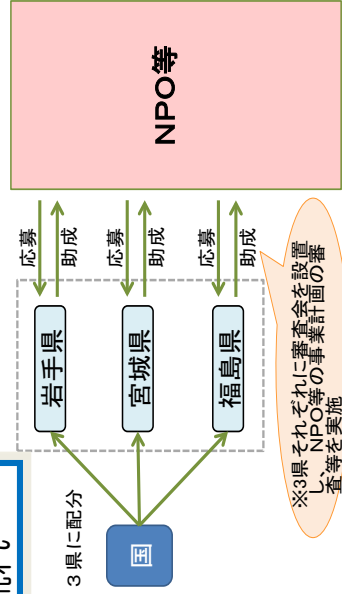 3県に配分
国
岩手県
宮城県
福島県
応募
助成
応募
助成
応募
助成
NPO等
※3県それぞれに審査会を設置
し、NPO等の事業計画の審
査等を実施